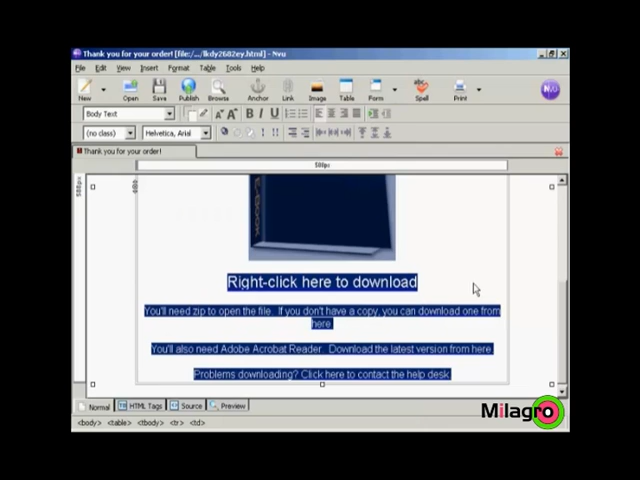 Thank you for your order! [file:/.../lkdy2682ey.html] - Nvu
File Edit View Insert Format Table Tools Help
New Open Save Publish Browse Anchor Link Image Table Form Spell Print
Body Text
A A B I U
(no class) Helvetica, Arial
Thank you for your order!
588px
E-BOOK
Right-click here to download
You'll need zip to open the file. If you don't have a copy, you can download one from
here.
You'll also need Adobe Acrobat Reader. Download the latest version from here
Problems downloading? Click here to contact the help desk.
Normal HTML Tags Source Preview
Milagro
<body> <table> <tbody> <tr> <td>